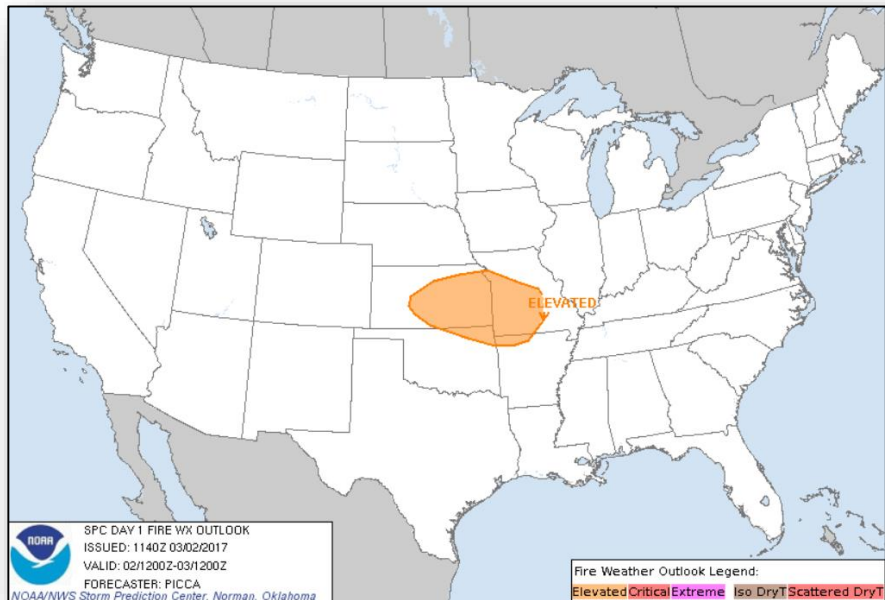 ELEVATED
NOAA
SPC DAY 1 FIRE WX OUTLOOK
ISSUED: 1140Z 03/02/2017
VALID: 02/1200Z-03/1200Z
FORECASTER: PICCA
NOAA/NWS Storm Prediction Center, Norman, Oklahoma
Fire Weather Outlook Legend:
Elevated Critical Extreme Iso DryT Scattered DryT